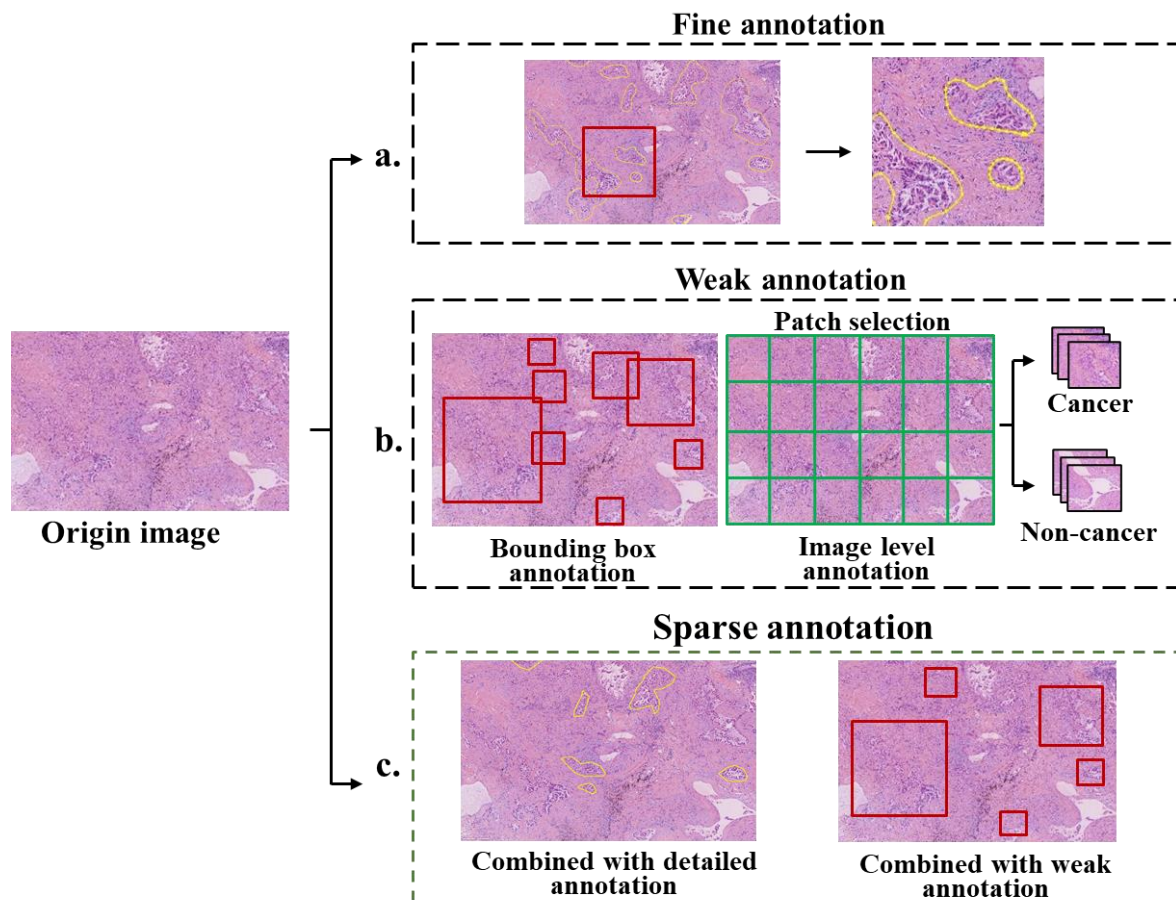 Fine annotation
a.
Weak annotation
Patch selection
Cancer
b.
Non-cancer
Origin image
Bounding box
annotation
Image level
annotation
Sparse annotation
c.
Combined with detailed
annotation
Combined with weak
annotation